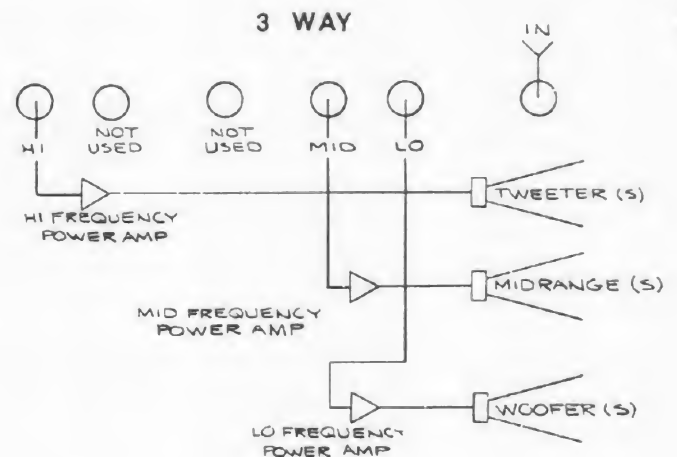 3 WAY
IN
HI
NOT
USED
NOT
USED
MID
LO
TWEETER (S)
HI FREQUENCY
POWER AMP
MIDRANGE (S)
MID FREQUENCY
POWER AMP
WOOFER (S)
LO FREQUENCY
POWER AMP